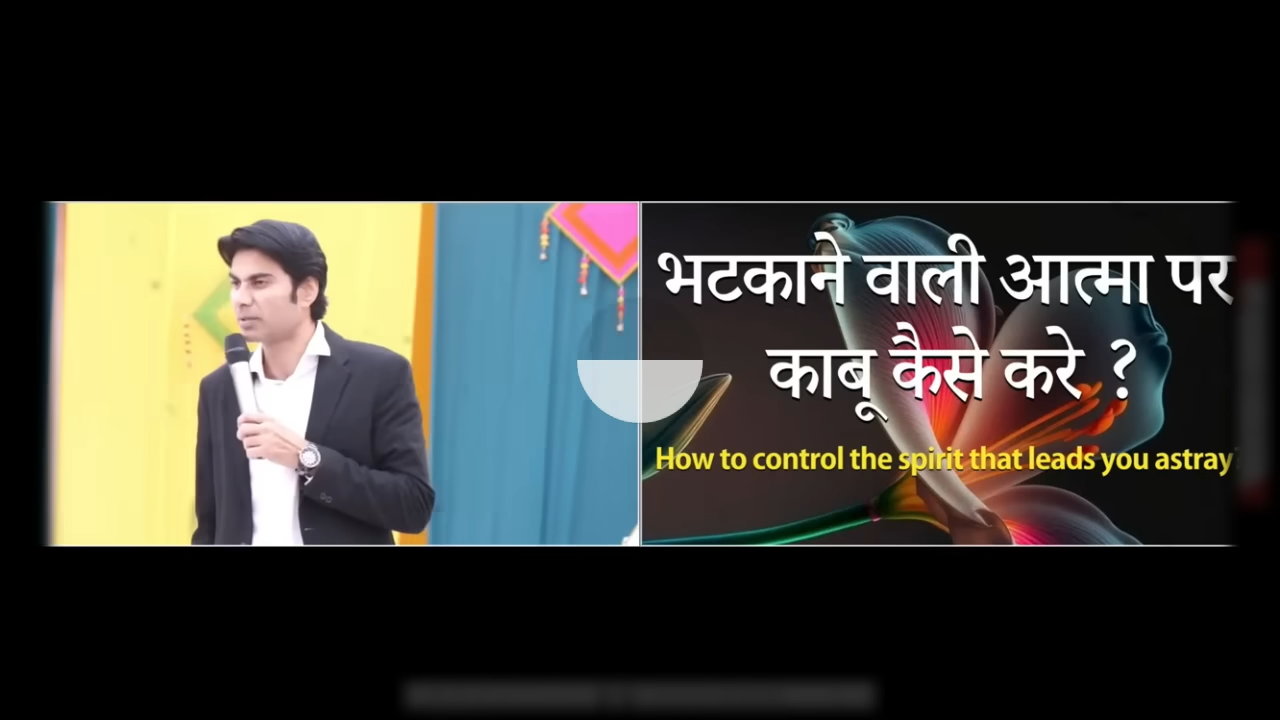 भटकाने वाली आत्मा पर
काबू कैसे करे ?
How to control the spirit that leads you astray?